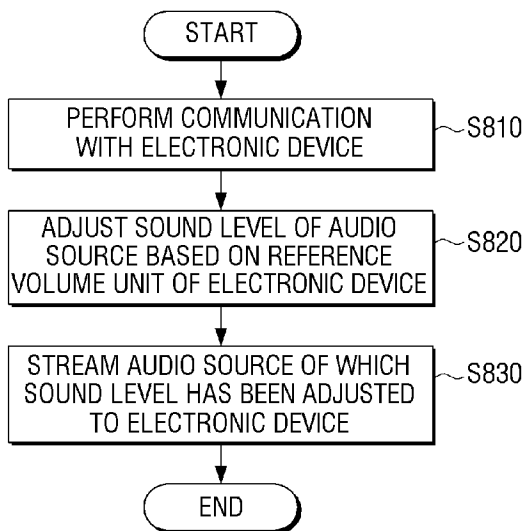 START
PERFORM COMMUNICATION
WITH ELECTRONIC DEVICE
S810
ADJUST SOUND LEVEL OF AUDIO
SOURCE BASED ON REFERENCE
VOLUME UNIT OF ELECTRONIC DEVICE
S820
STREAM AUDIO SOURCE OF WHICH
SOUND LEVEL HAS BEEN ADJUSTED
TO ELECTRONIC DEVICE
S830
END